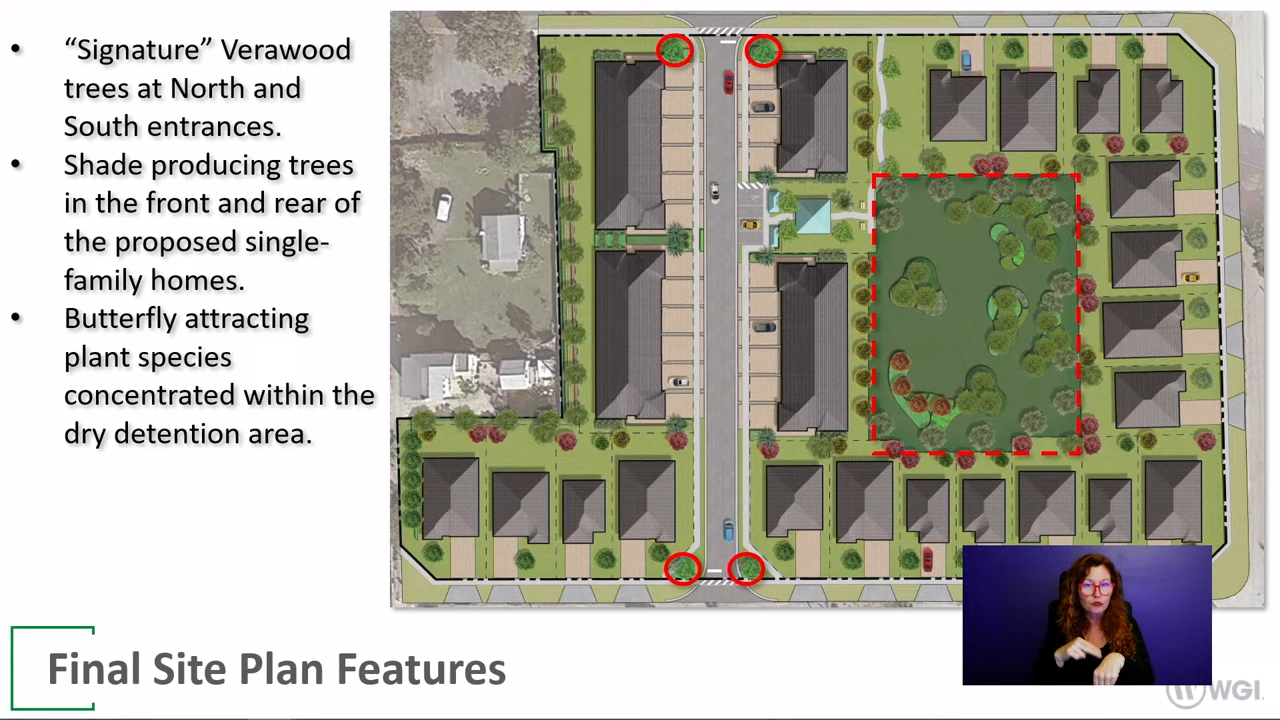 • “Signature” Verawood
trees at North and
South entrances.
• Shade producing trees
in the front and rear of
the proposed single-
family homes.
• Butterfly attracting
plant species
concentrated within the
dry detention area.
Final Site Plan Features
WGI.